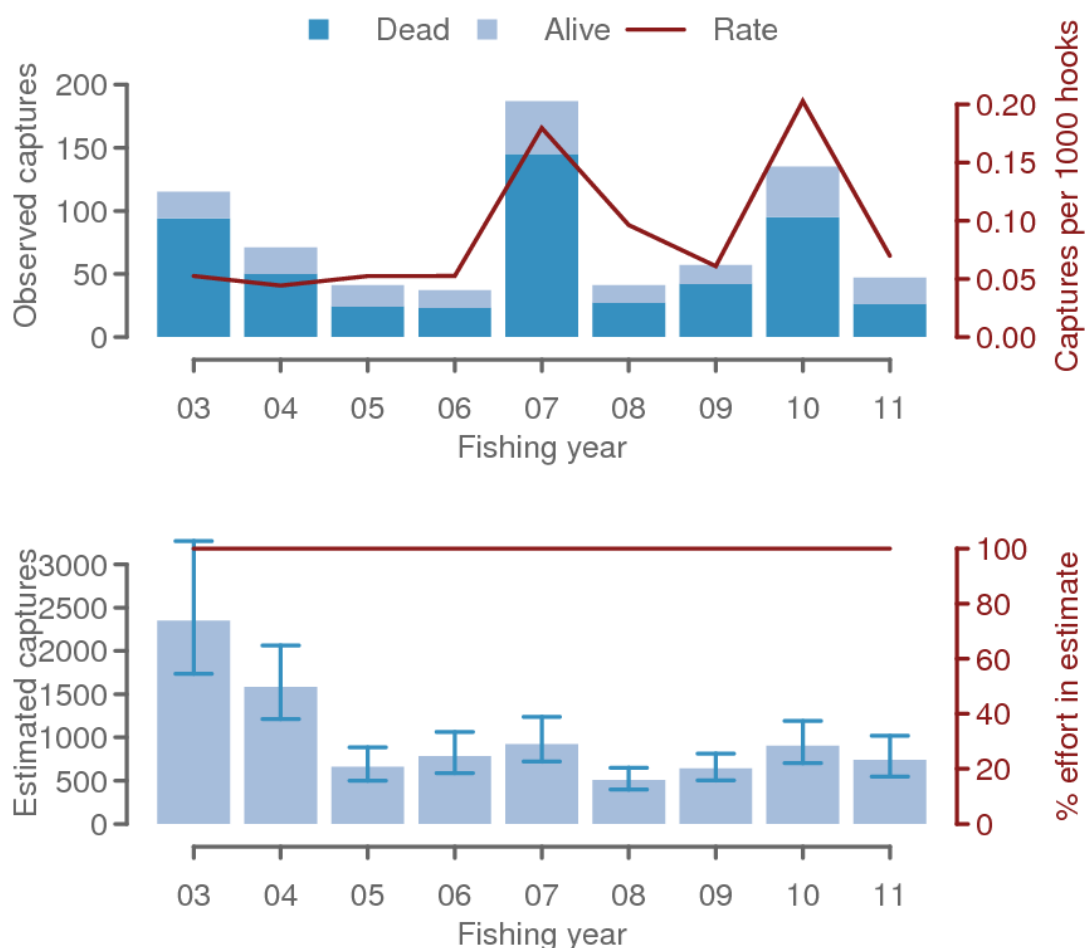 Dead Alive Rate
Observed captures
200
150
100
50
0
Captures per 1000 hooks
0.20
0.15
0.10
0.05
0.00
03 04 05 06 07 08 09 10 11
Fishing year
Estimated captures
3000
2500
2000
1500
1000
500
0
% effort in estimate
100
80
60
40
20
0
03 04 05 06 07 08 09 10 11
Fishing year